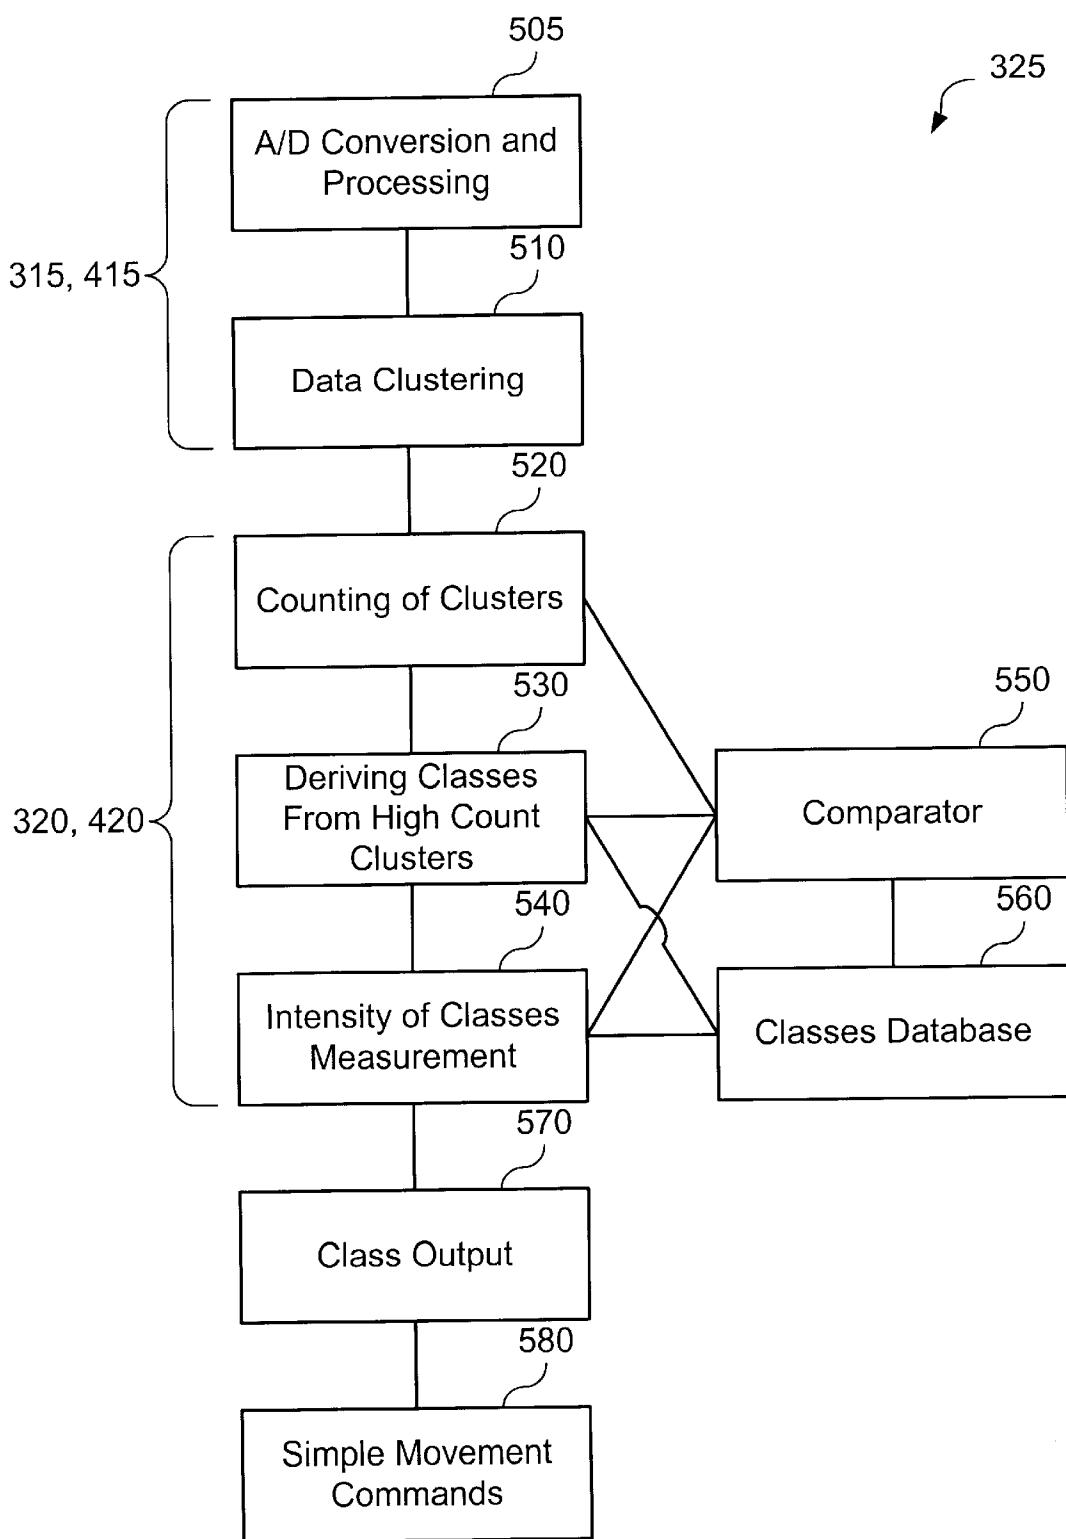 505
325
A/D Conversion and
Processing
510
315, 415
Data Clustering
520
Counting of Clusters
530
550
Deriving Classes
From High Count
Clusters
Comparator
320, 420
540
560
Intensity of Classes
Measurement
Classes Database
570
Class Output
580
Simple Movement
Commands